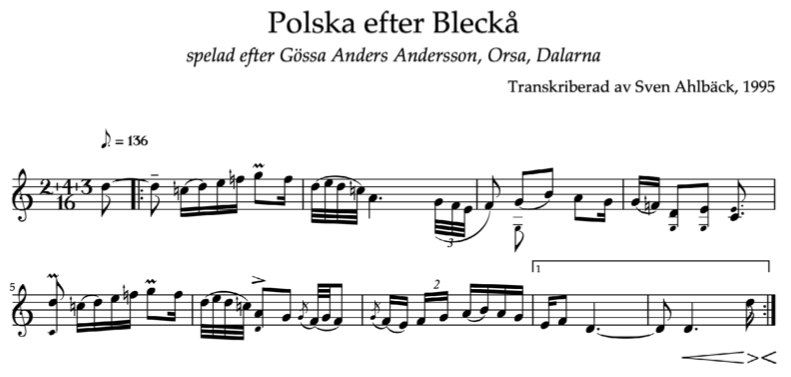 Polska efter Bleckå
spelad efter Gössa Anders Andersson, Orsa, Dalarna
Transkriberad av Sven Ahlbäck, 1995
♪. = 136
2+4+3
16
3
5
2
1